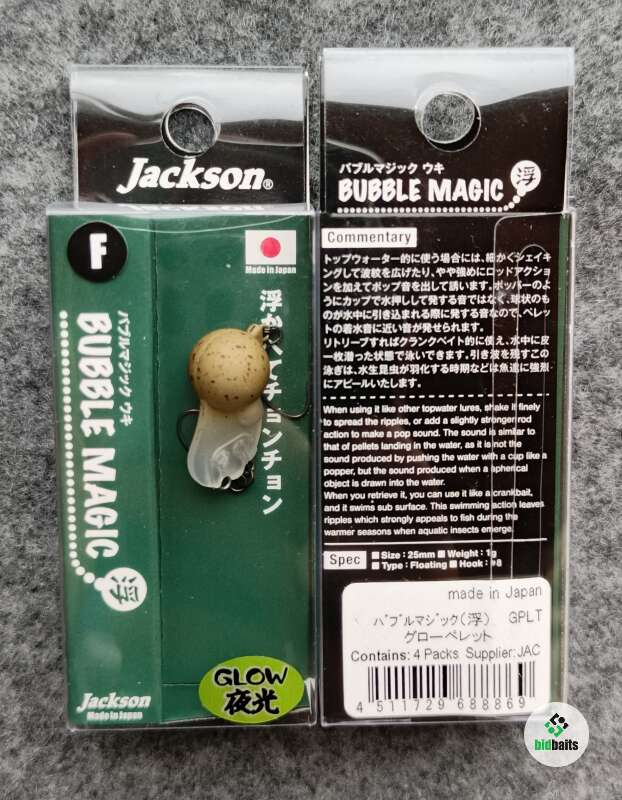 Jackson®
F
バブルマジック ウキ
BUBBLE MAGIC
浮
Made in Japan
チョンチョン
GLOW
夜光
Jackson
Made in Japan
バブルマジック ウキ
BUBBLE MAGIC 浮
Commentary
トップウォーター的に使う場合には、細かくシェイキ
ングして波紋を広げたり、やや強めにロッドアクション
を加えてポップ音を出して誘います。ポッパーのよ
うにカップで水押しして発する音ではなく、球状のも
のが水中に引き込まれる際に発する音なので、ペレッ
トの着水音に近い音が発せられます。
リトリーブすればクランクベイト的に使え、水中に皮
一枚潜った状態で泳いできます。引き波を残すこの
泳ぎは、水生昆虫が羽化する時期などは魚達に強烈
にアピールいたします。
When using it like other topwater lures, shake it finely
to spread the ripples, or add a slightly stronger rod
action to make a pop sound. The sound is similar to
that of pellets landing in the water, as it is not the
sound produced by pushing the water with a cup like a
popper, but the sound produced when a spherical
object is drawn into the water.
When you retrieve it, you can use it like a crankbait,
and it swims sub surface. This swimming action leaves
ripples which strongly appeals to fish during the
warmer seasons when aquatic insects emerge.
Spec
■Size : 25mm ■Weight : 1g
■Type : Floating ■Hook : #8
made in Japan
バブルマジック(浮) GPLT
グローペレット
Contains: 4 Packs Supplier:JAC
4 511729 688869
bidbaits